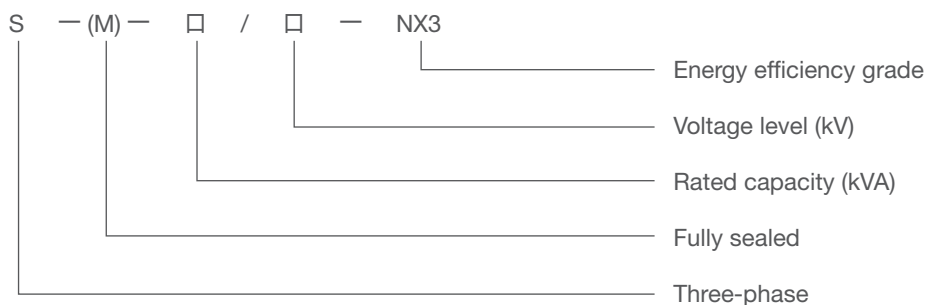 S — (M) — 口 / 口 — NX3
Energy efficiency grade
Voltage level (kV)
Rated capacity (kVA)
Fully sealed
Three-phase